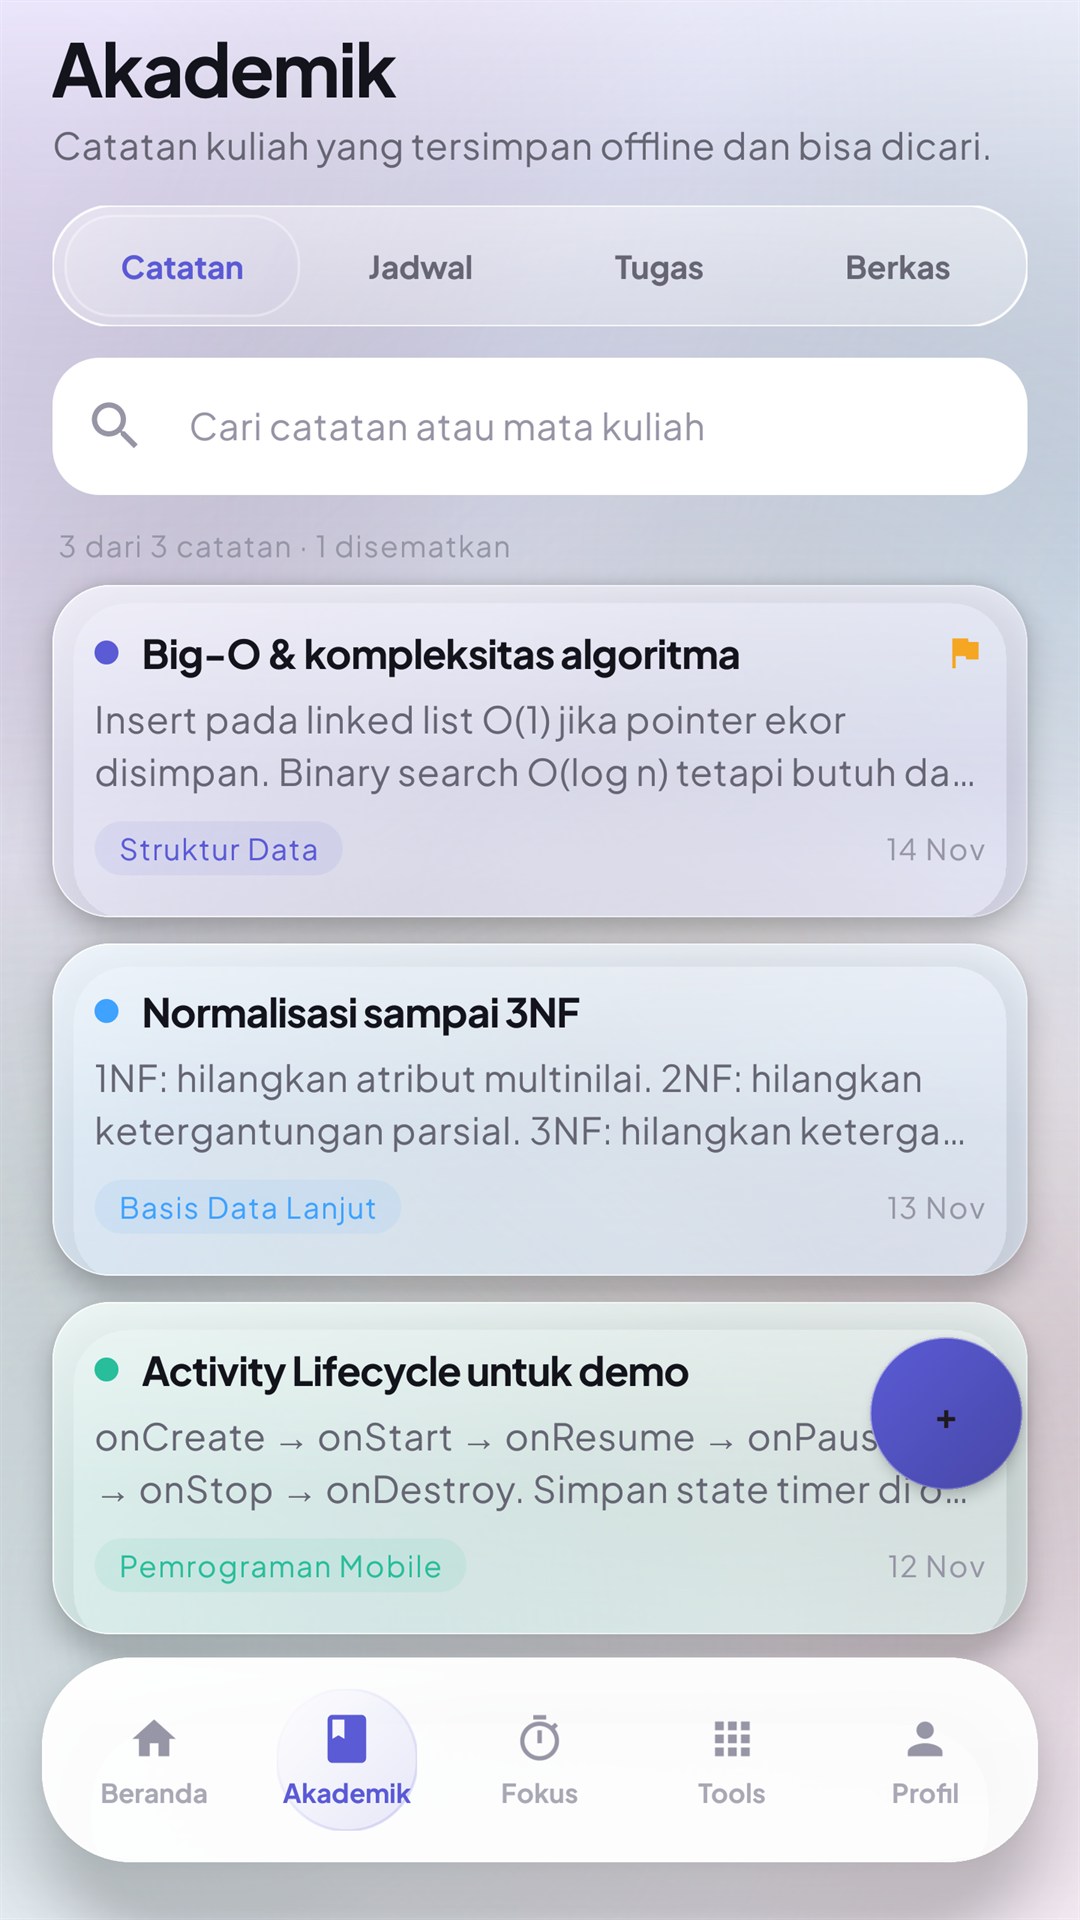 Akademik
Catatan kuliah yang tersimpan offline dan bisa dicari.
Catatan
Jadwal
Tugas
Berkas
Cari catatan atau mata kuliah
3 dari 3 catatan · 1 disematkan
Big-O & kompleksitas algoritma
Insert pada linked list O(1) jika pointer ekor
disimpan. Binary search O(log n) tetapi butuh da...
Struktur Data
14 Nov
Normalisasi sampai 3NF
1NF: hilangkan atribut multinilai. 2NF: hilangkan
ketergantungan parsial. 3NF: hilangkan keterga...
Basis Data Lanjut
13 Nov
Activity Lifecycle untuk demo
onCreate → onStart → onResume → onPaus
→ onStop → onDestroy. Simpan state timer di o...
+
Pemrograman Mobile
12 Nov
Beranda
Akademik
Fokus
Tools
Profil